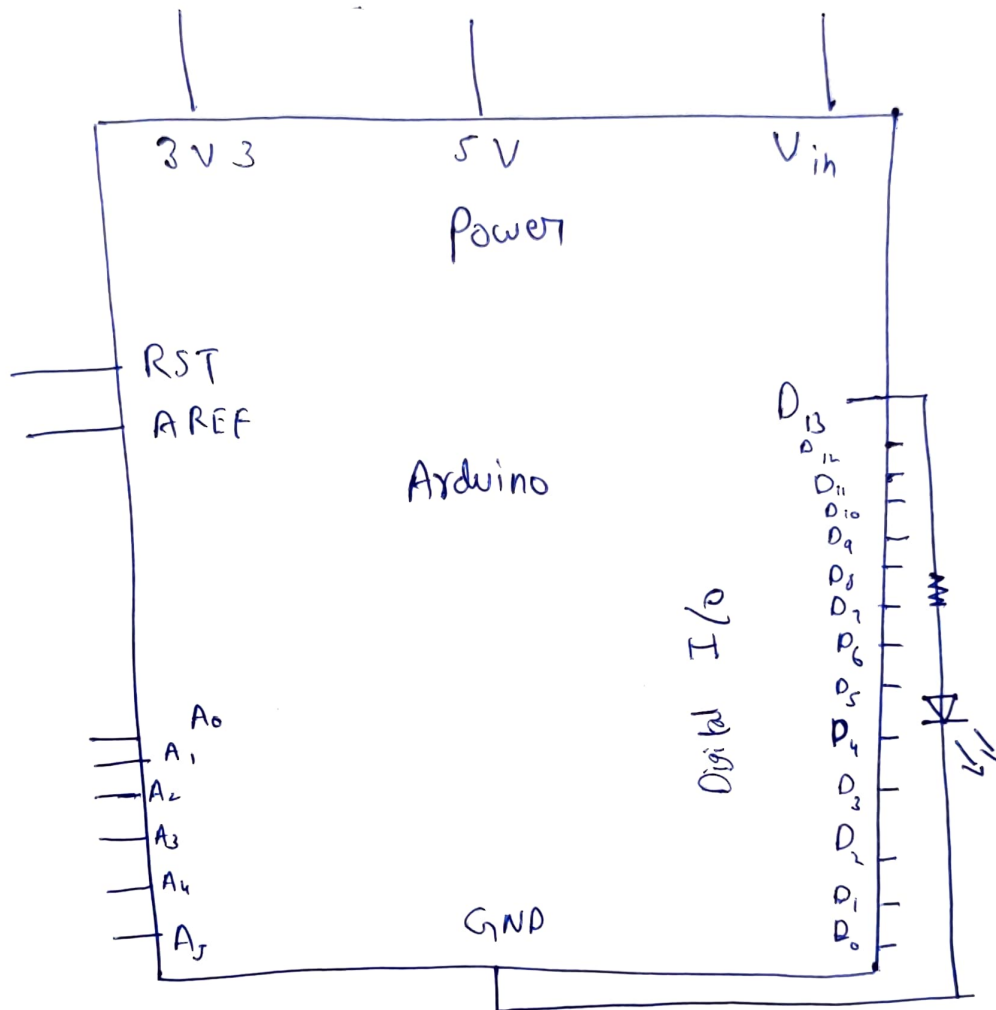 3V3 5V Vin
Power
RST
AREF
D13
D12
Arduino
D11
D10
D9
D8
D7
Digital I/O
D6
D5
A0
D4
A1
A2
D3
A3
D2
A4
D1
GND
A5
D0